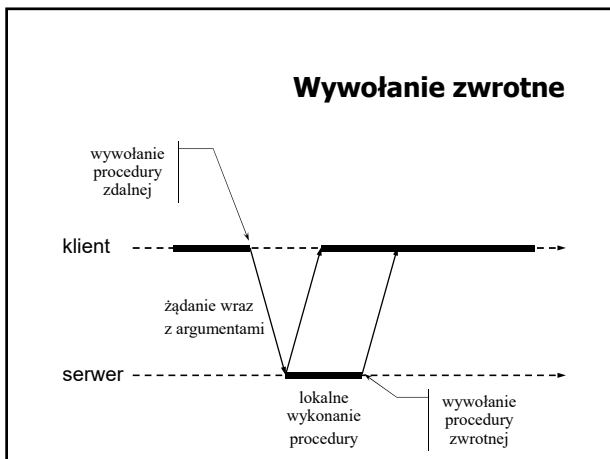 Wywołanie zwrotne
wywołanie
procedury
zdalnej
klient
żądanie wraz
z argumentami
serwer
lokalne
wykonanie
procedury
wywołanie
procedury
zwrotnej